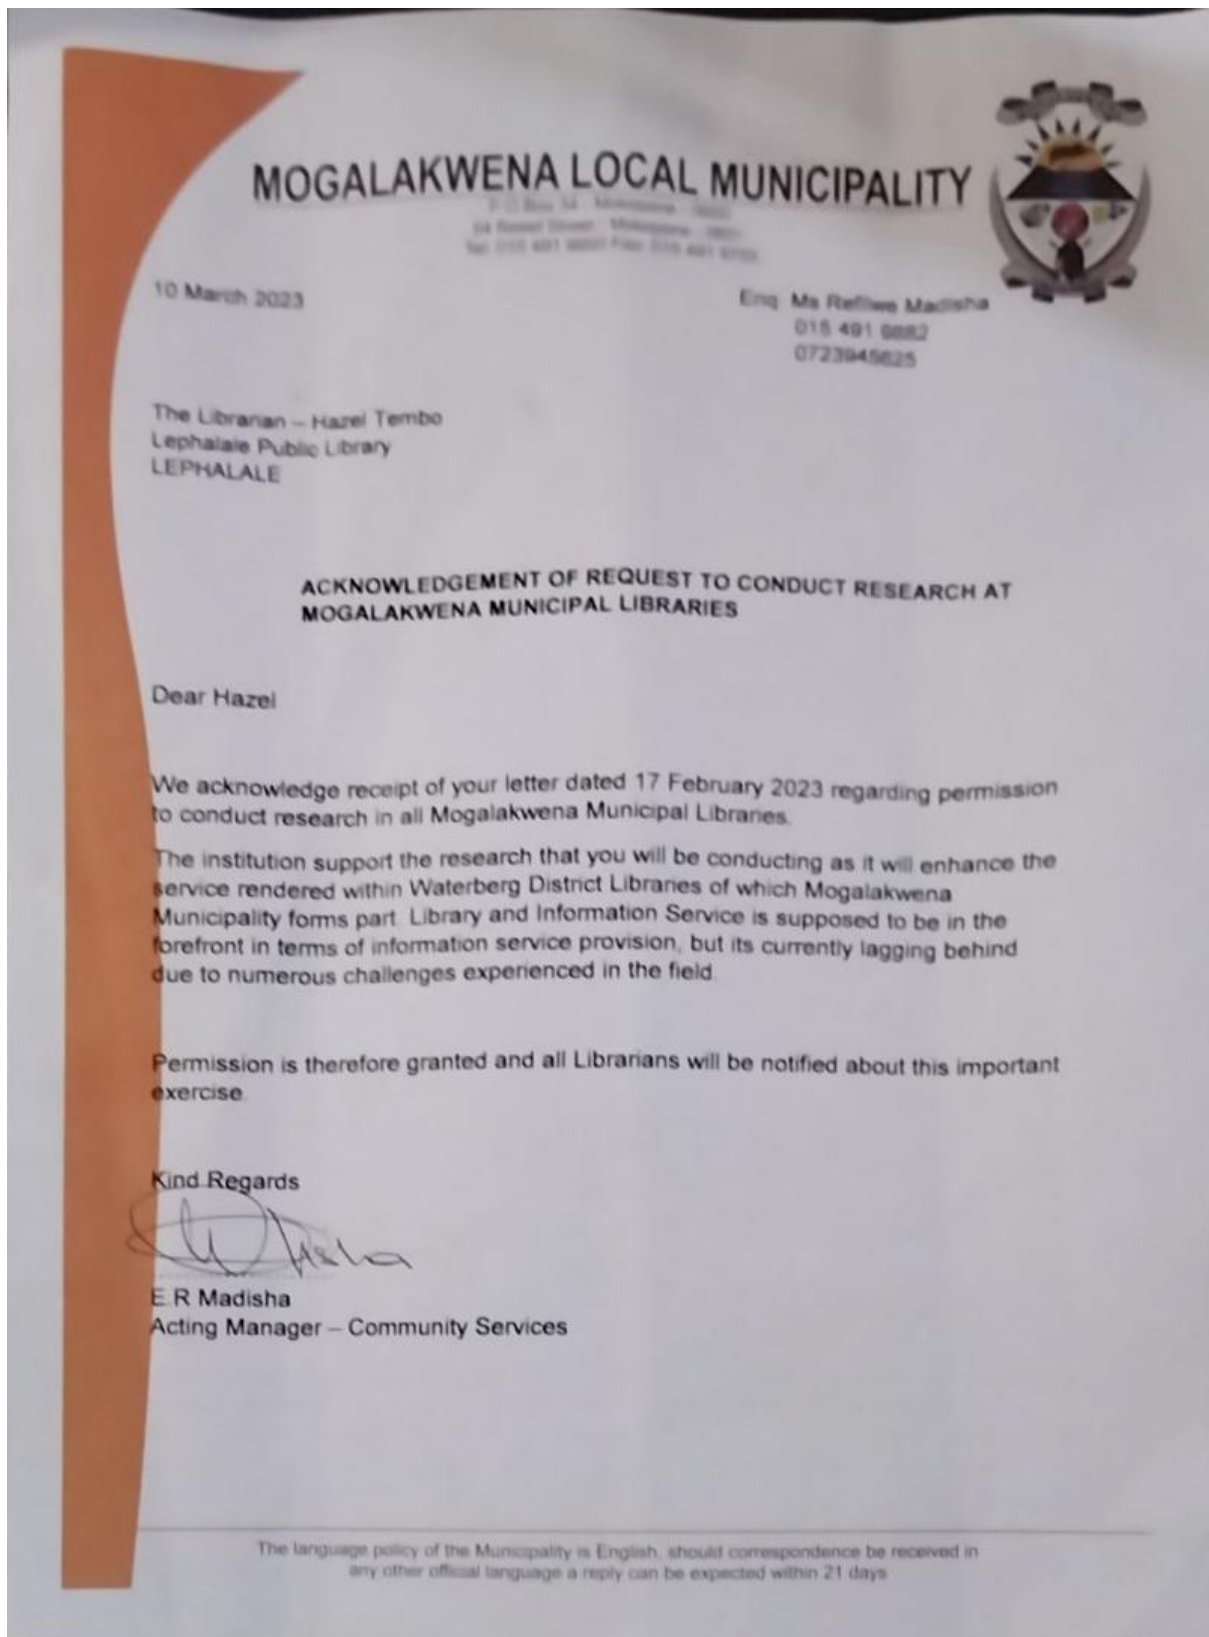 MOGALAKWENA LOCAL MUNICIPALITY
10 March 2023
Enq Ms Refilwe Madisha
015 491
The Librarian – Hazel Tembo
Lephalale Public Library
LEPHALALE
ACKNOWLEDGEMENT OF REQUEST TO CONDUCT RESEARCH AT
MOGALAKWENA MUNICIPAL LIBRARIES
Dear Hazel
We acknowledge receipt of your letter dated 17 February 2023 regarding permission
to conduct research in all Mogalakwena Municipal Libraries.
The institution support the research that you will be conducting as it will enhance the
service rendered within Waterberg District Libraries of which Mogalakwena
Municipality forms part. Library and Information Service is supposed to be in the
forefront in terms of information service provision, but its currently lagging behind
due to numerous challenges experienced in the field.
Permission is therefore granted and all Librarians will be notified about this important
exercise.
Kind Regards
E.R Madisha
Acting Manager – Community Services
The language policy of the Municipality is English, should correspondence be received in
any other official language a reply can be expected within 21 days